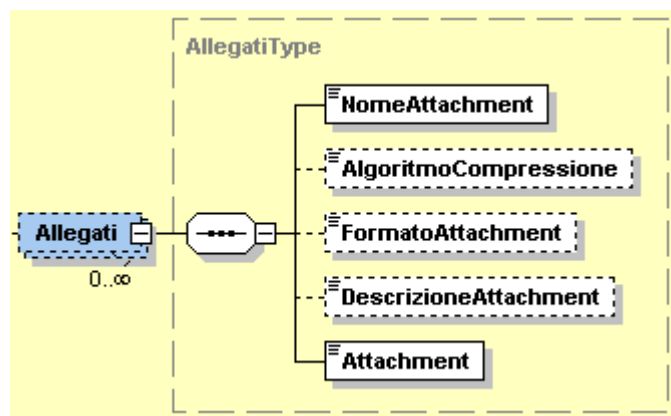 AllegatiType
NomeAttachment
AlgoritmoCompressione
Allegati
FormatoAttachment
0..∞
DescrizioneAttachment
Attachment